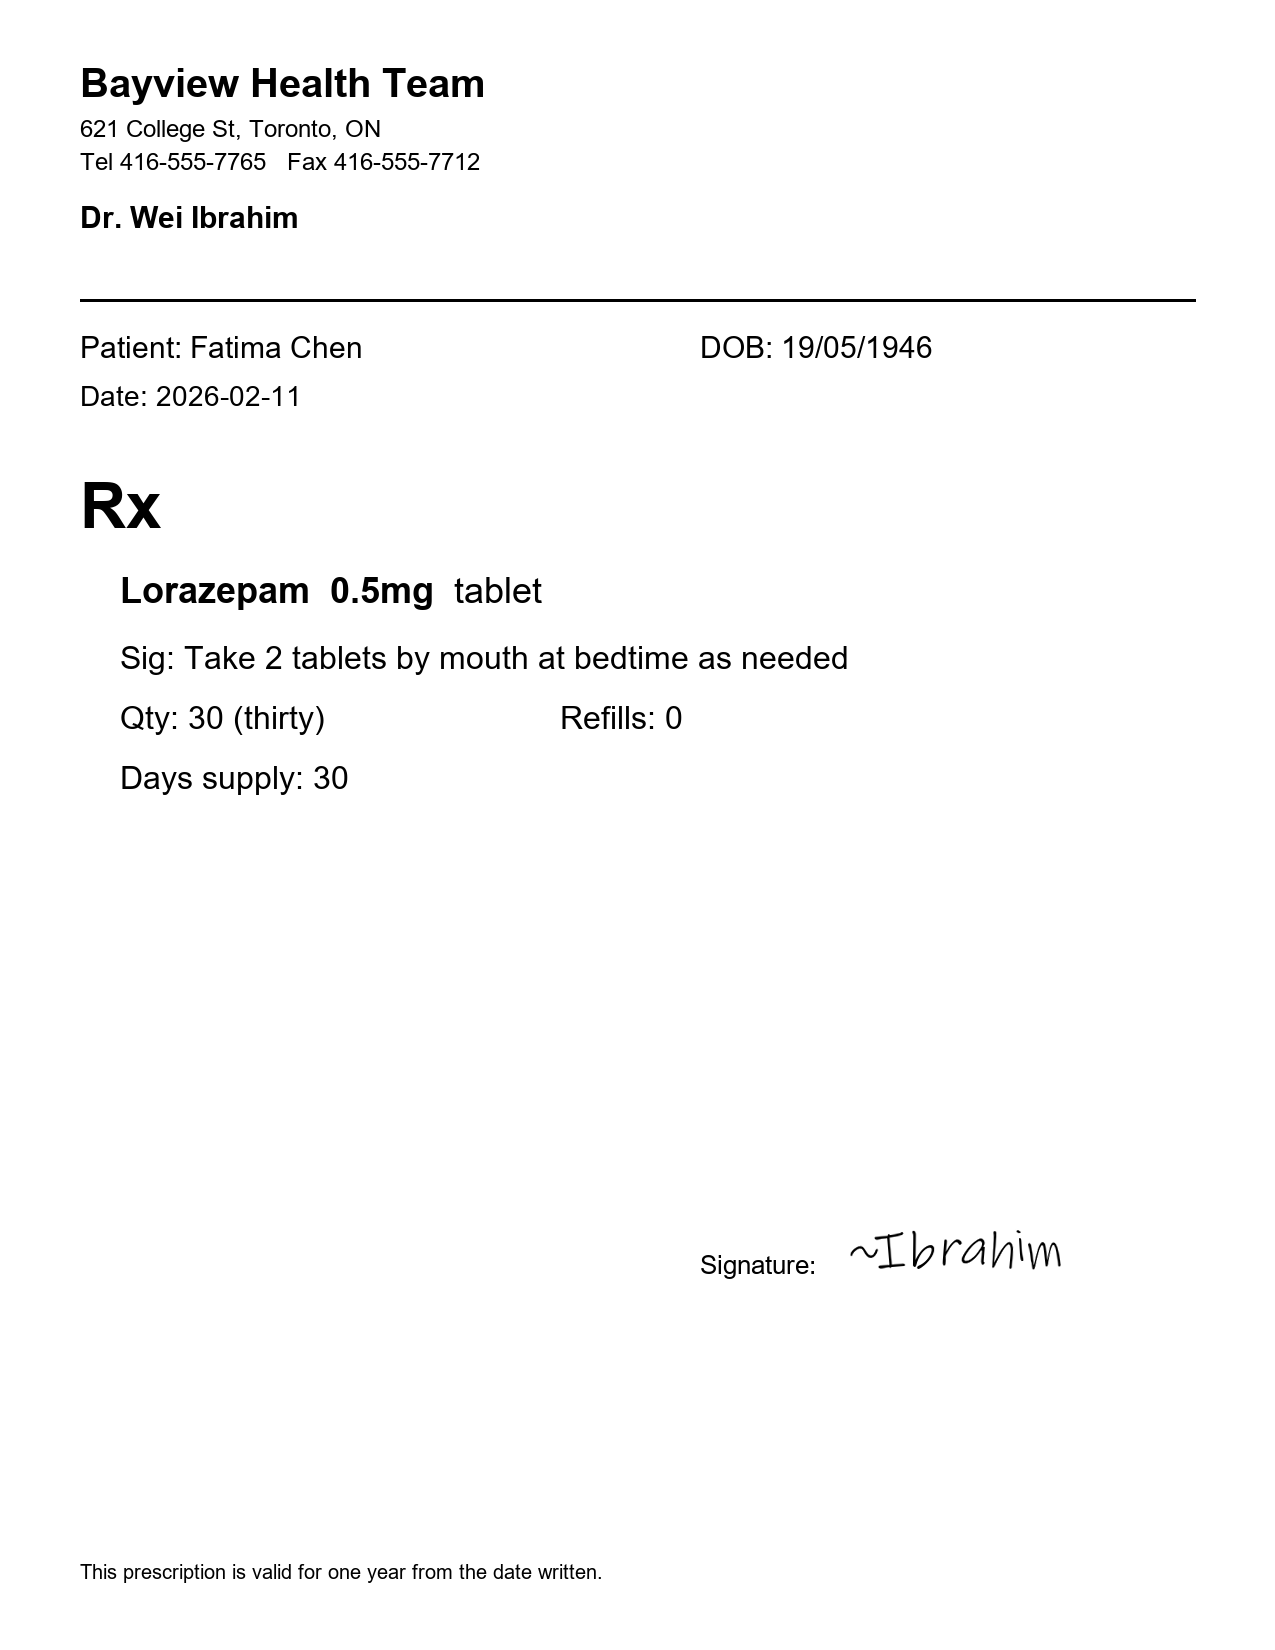 Bayview Health Team
621 College St, Toronto, ON
Tel 416-555-7765 Fax 416-555-7712
Dr. Wei Ibrahim
Patient: Fatima Chen DOB: 19/05/1946
Date: 2026-02-11
Rx
Lorazepam 0.5mg tablet
Sig: Take 2 tablets by mouth at bedtime as needed
Qty: 30 (thirty) Refills: 0
Days supply: 30
Signature: ~Ibrahim
This prescription is valid for one year from the date written.